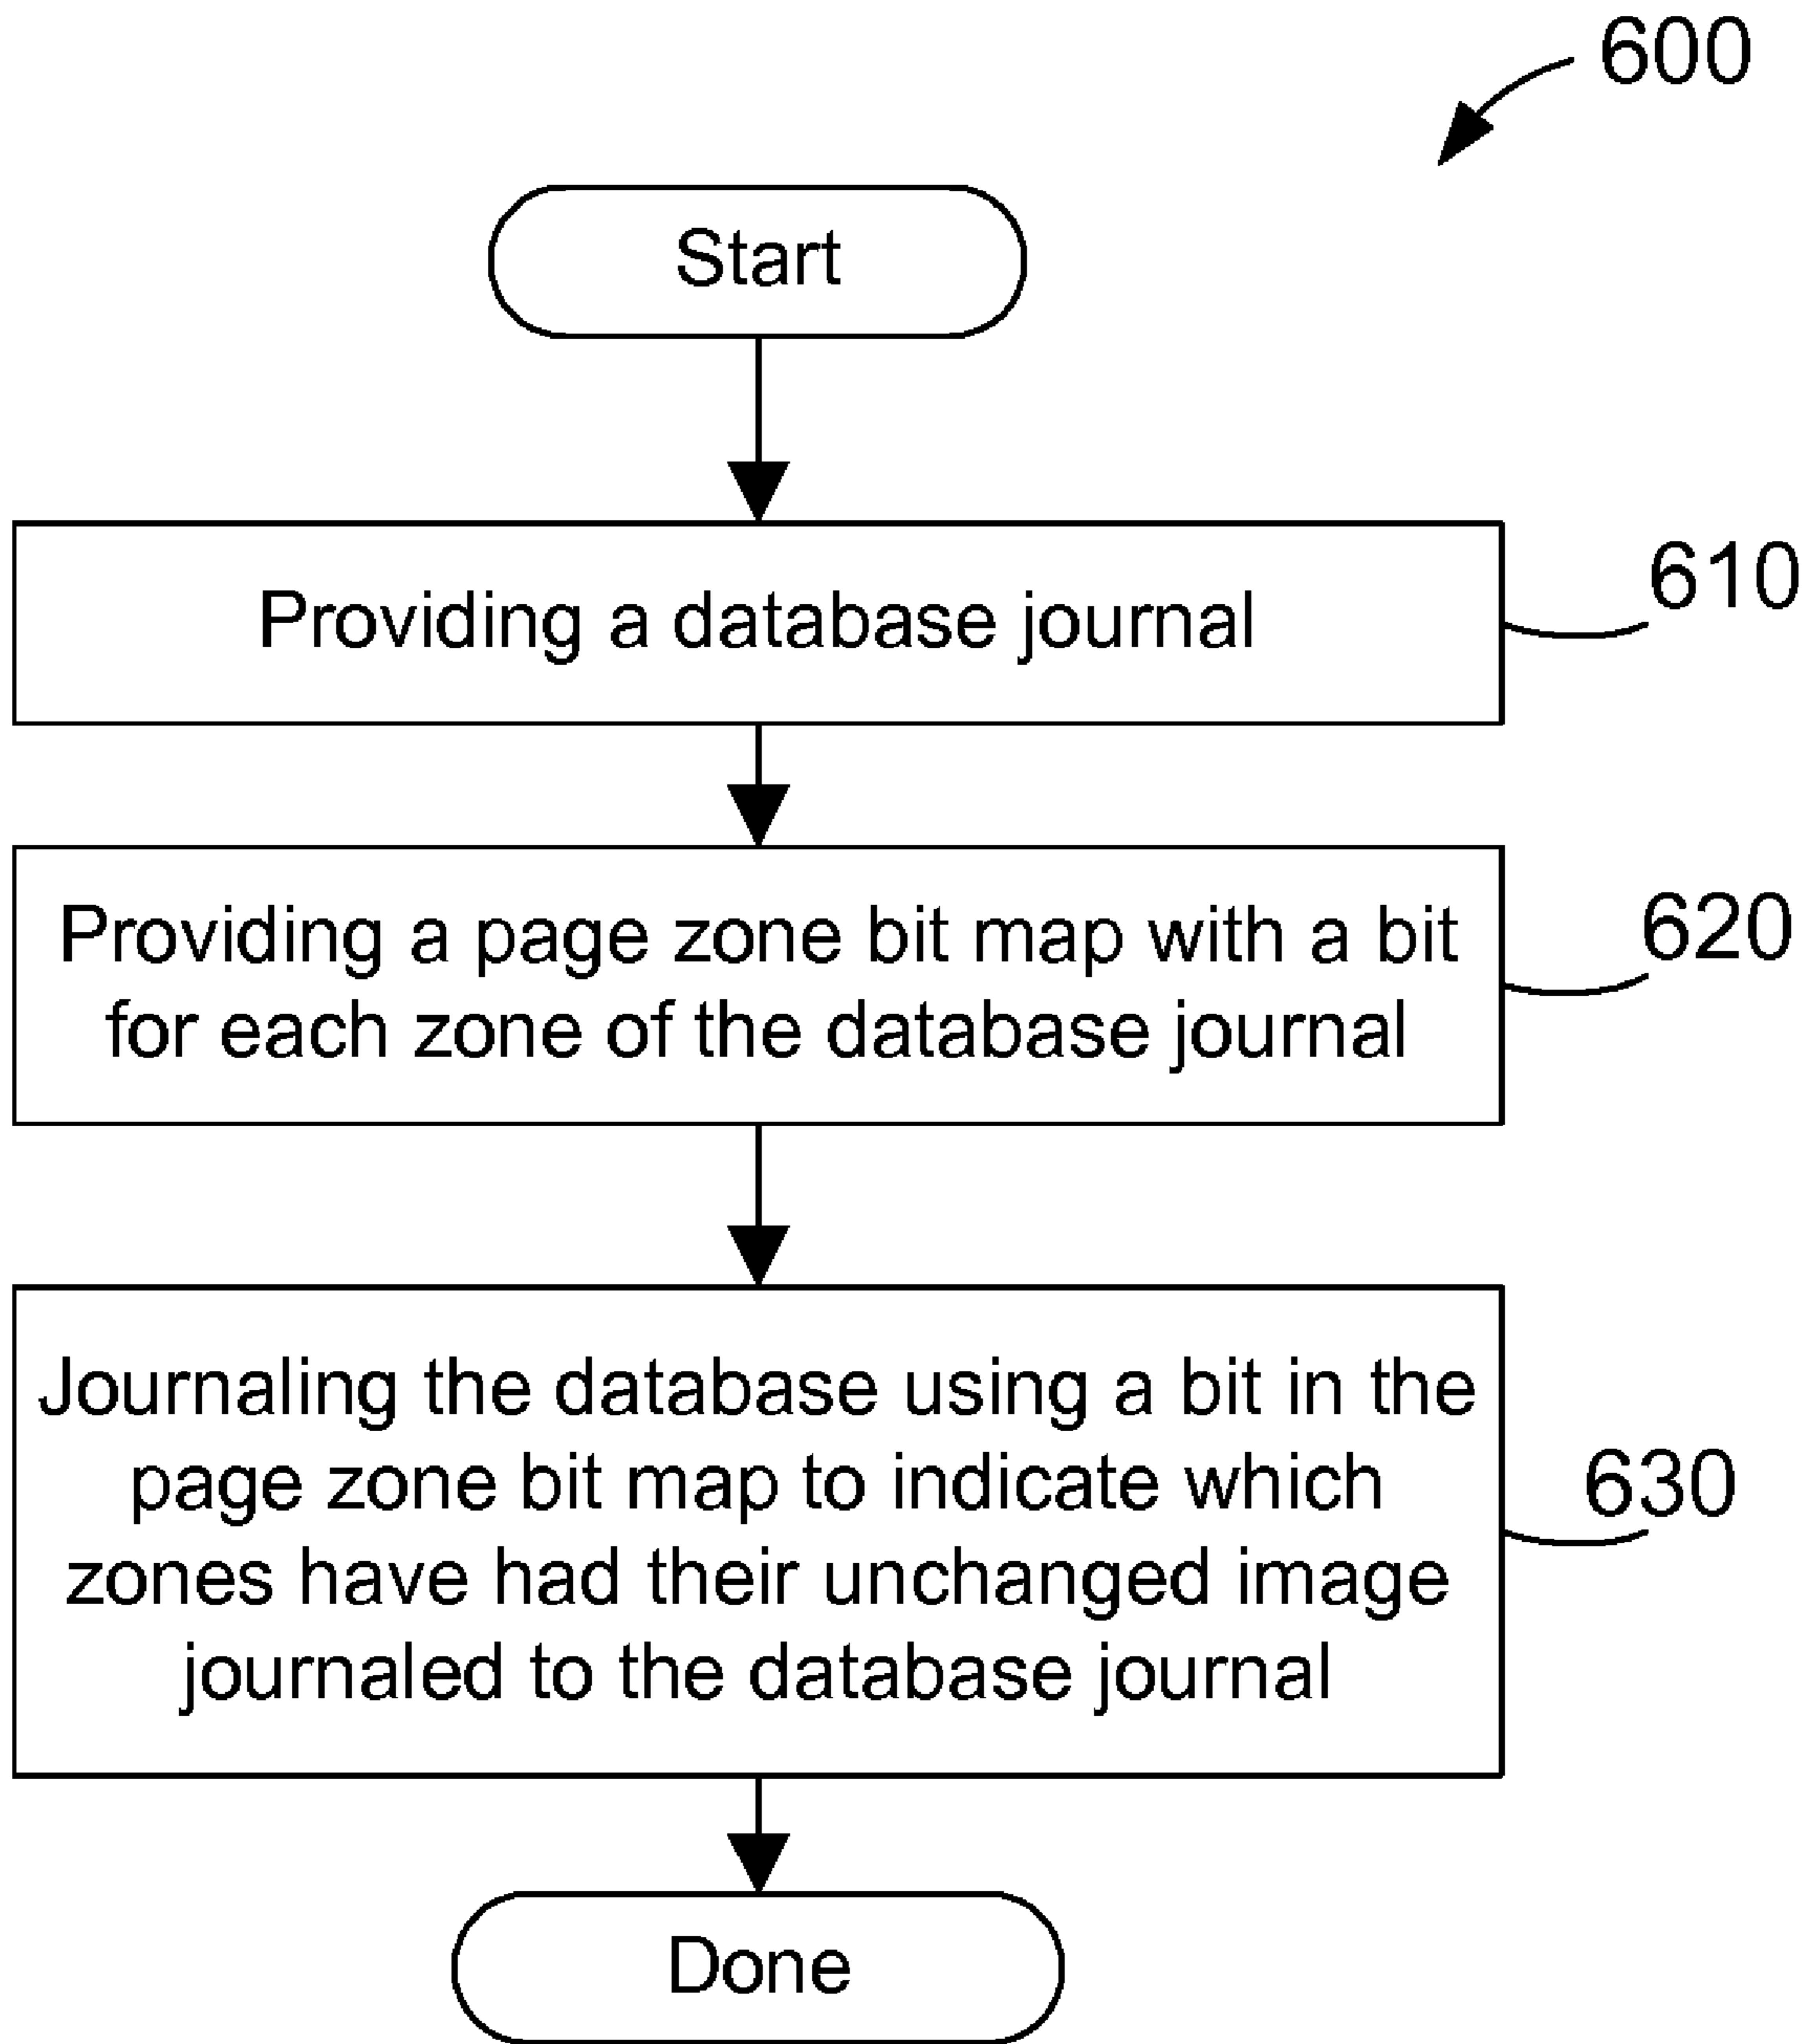 600
Start
Providing a database journal
610
Providing a page zone bit map with a bit
for each zone of the database journal
620
Journaling the database using a bit in the
page zone bit map to indicate which
zones have had their unchanged image
journaled to the database journal
630
Done